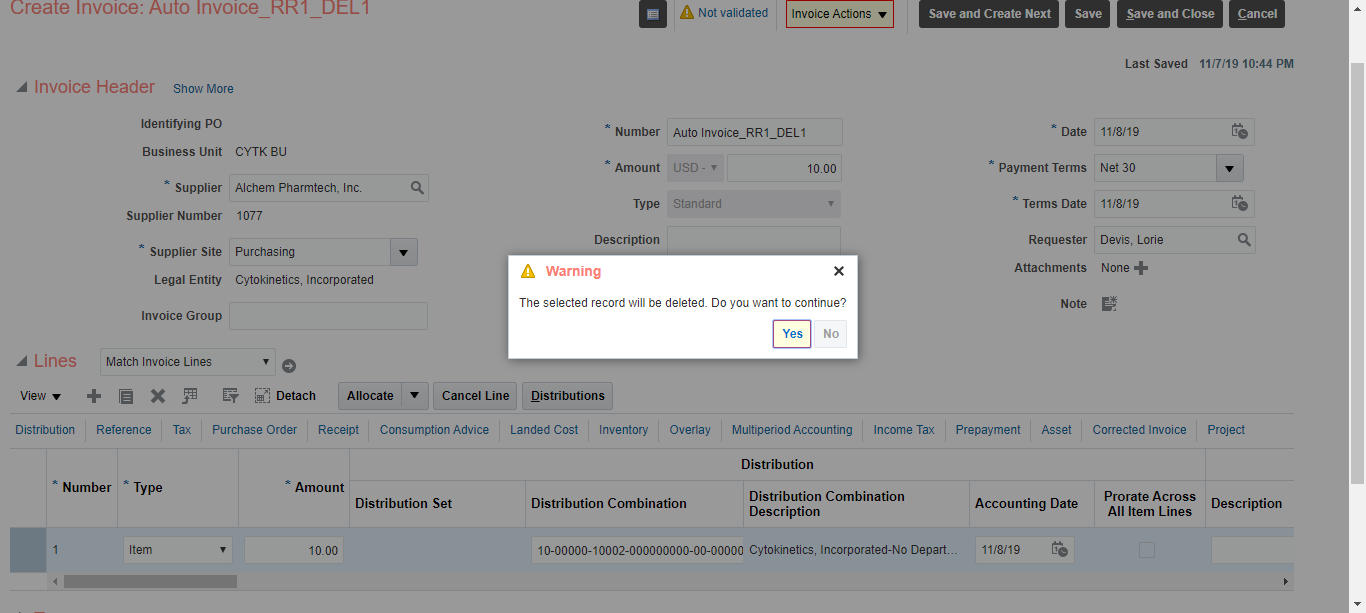 Create Invoice: Auto Invoice_RR1_DEL1
Not validated
Invoice Actions
Save and Create Next
Save
Save and Close
Cancel
Last Saved 11/7/19 10:44 PM
Invoice Header Show More
Identifying PO
Business Unit CYTK BU
* Supplier Alchem Pharmtech, Inc.
Supplier Number 1077
* Supplier Site Purchasing
Legal Entity Cytokinetics, Incorporated
Invoice Group
* Number Auto Invoice_RR1_DEL1
* Amount USD - 10.00
Type Standard
Description
* Date 11/8/19
* Payment Terms Net 30
* Terms Date 11/8/19
Requester Devis, Lorie
Attachments None
Note
Warning
The selected record will be deleted. Do you want to continue?
Yes No
Lines Match Invoice Lines
View Detach Allocate Cancel Line Distributions
Distribution Reference Tax Purchase Order Receipt Consumption Advice Landed Cost Inventory Overlay Multiperiod Accounting Income Tax Prepayment Asset Corrected Invoice Project
Distribution
* Number * Type * Amount Distribution Set Distribution Combination Distribution Combination Description Accounting Date Prorate Across All Item Lines Description
1 Item 10.00 10-00000-10002-000000000-00-00000 Cytokinetics, Incorporated-No Depart... 11/8/19